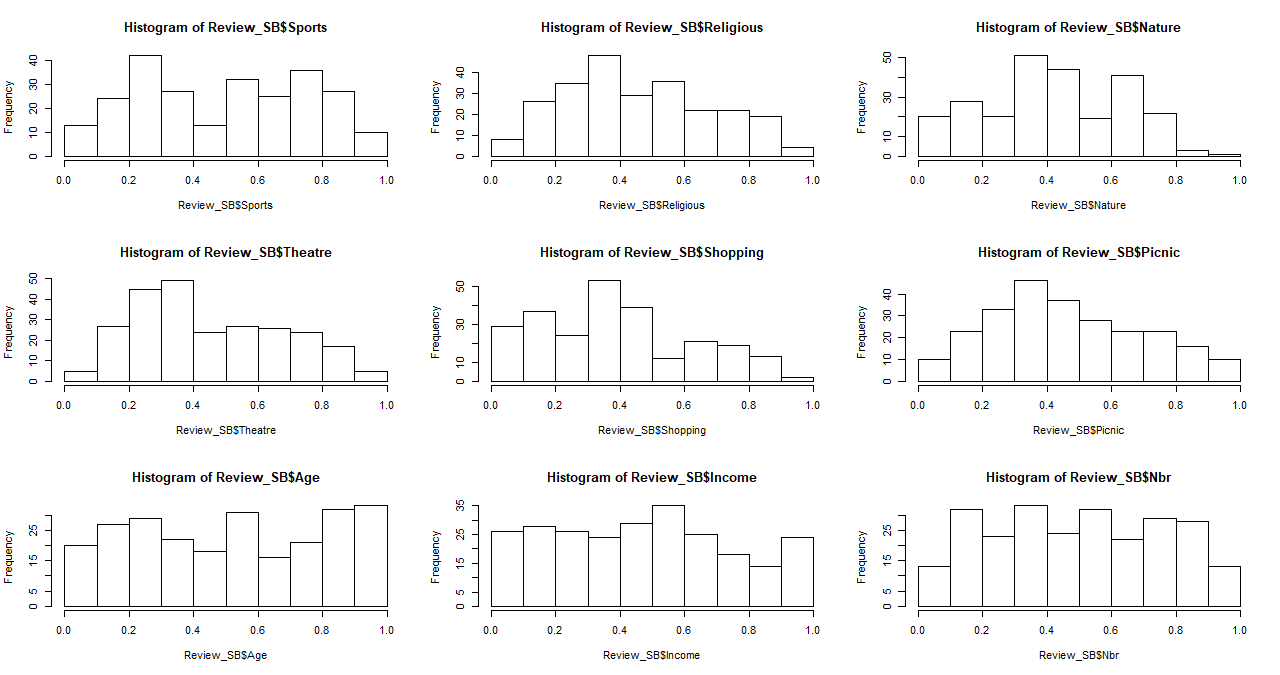 Histogram of Review_SB$Sports
Frequency
0 10 20 30 40
0.0 0.2 0.4 0.6 0.8 1.0
Review_SB$Sports
Histogram of Review_SB$Religious
Frequency
0 10 20 30 40
0.0 0.2 0.4 0.6 0.8 1.0
Review_SB$Religious
Histogram of Review_SB$Nature
Frequency
0 10 30 50
0.0 0.2 0.4 0.6 0.8 1.0
Review_SB$Nature
Histogram of Review_SB$Theatre
Frequency
0 10 20 30 40 50
0.0 0.2 0.4 0.6 0.8 1.0
Review_SB$Theatre
Histogram of Review_SB$Shopping
Frequency
0 10 30 50
0.0 0.2 0.4 0.6 0.8 1.0
Review_SB$Shopping
Histogram of Review_SB$Picnic
Frequency
0 10 20 30 40
0.0 0.2 0.4 0.6 0.8 1.0
Review_SB$Picnic
Histogram of Review_SB$Age
Frequency
0 5 15 25
0.0 0.2 0.4 0.6 0.8 1.0
Review_SB$Age
Histogram of Review_SB$Income
Frequency
0 5 15 25 35
0.0 0.2 0.4 0.6 0.8 1.0
Review_SB$Income
Histogram of Review_SB$Nbr
Frequency
0 5 15 25
0.0 0.2 0.4 0.6 0.8 1.0
Review_SB$Nbr